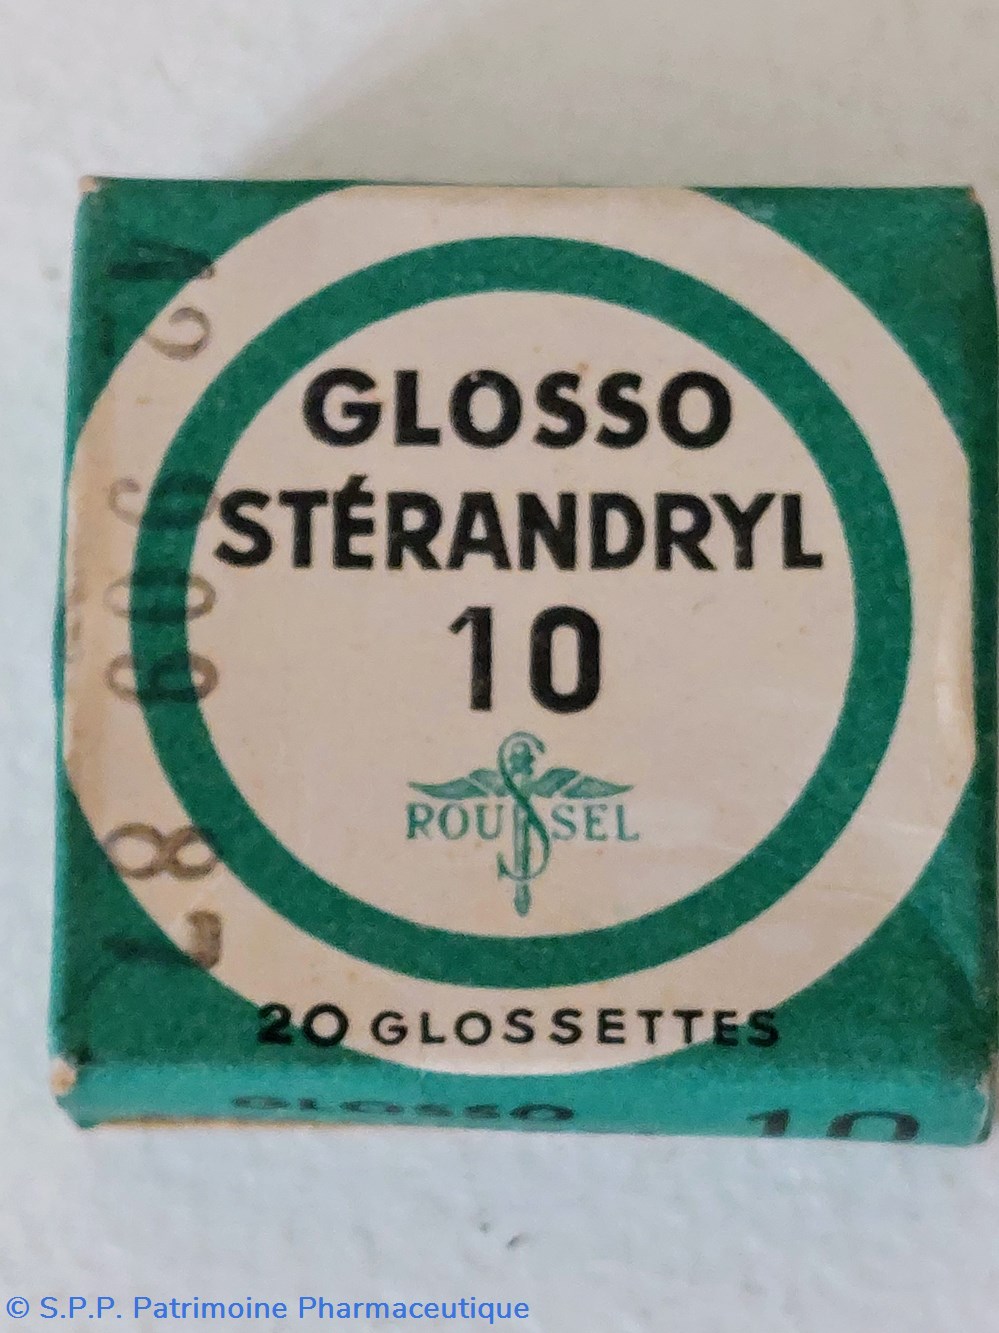 GLOSSO
STÉRANDRYL
10
ROUSSEL
20 GLOSSETTES
GLOSSO 10
© S.P.P. Patrimoine Pharmaceutique